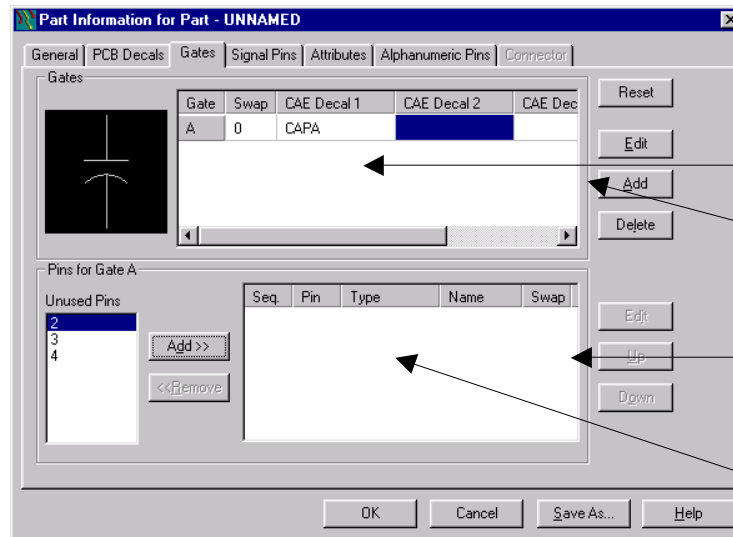 Part Information for Part - UNNAMED
General PCB Decals Gates Signal Pins Attributes Alphanumeric Pins Connector
Gates
Gate Swap CAE Decal 1 CAE Decal 2 CAE Dec
A 0 CAPA
Reset
Edit
Add
Delete
Pins for Gate A
Unused Pins
2
3
4
Add >>
<<Remove
Seq. Pin Type Name Swap
Edit
Up
Down
OK Cancel Save As... Help